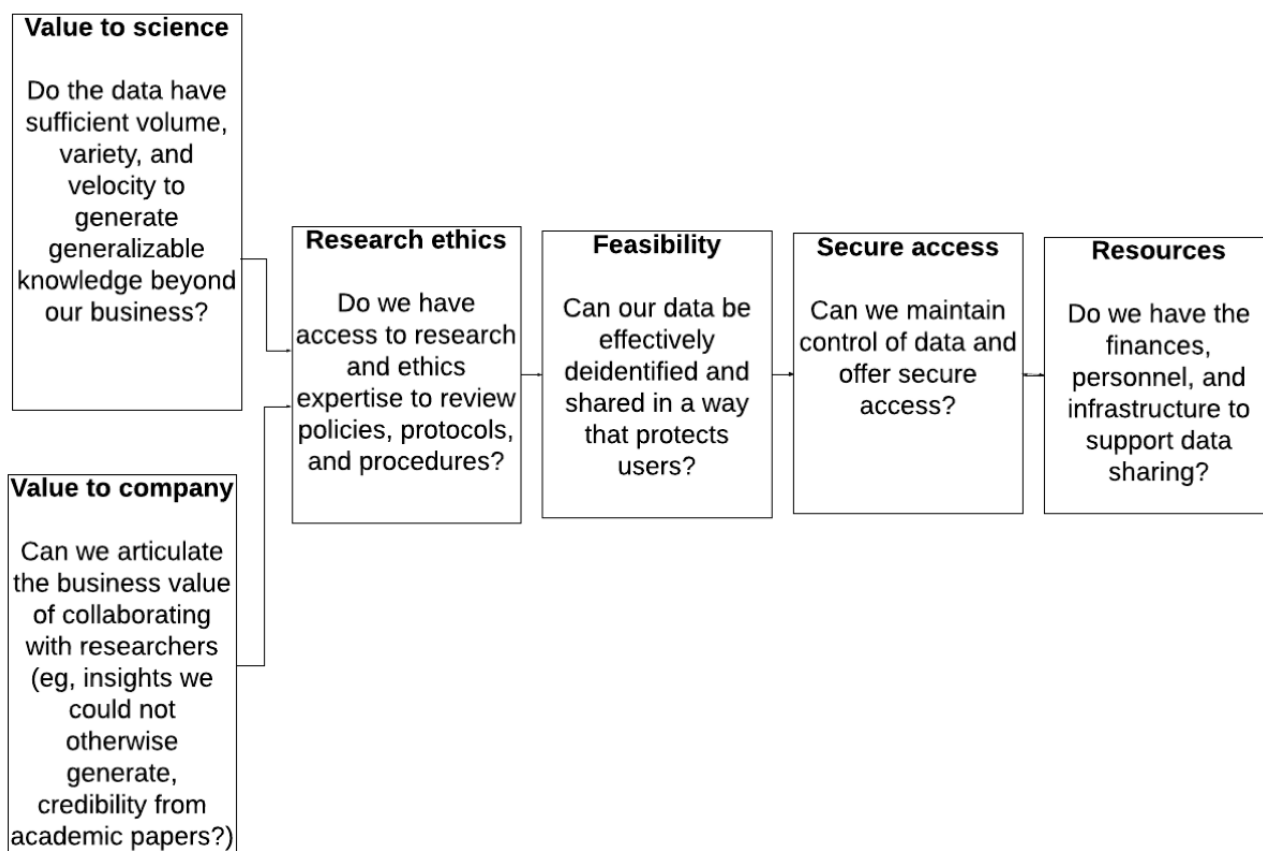 Value to science
Do the data have
sufficient volume,
variety, and
velocity to
generate
generalizable
knowledge beyond
our business?
Value to company
Can we articulate
the business value
of collaborating
with researchers
(eg, insights we
could not
otherwise
generate,
credibility from
academic papers?)
Research ethics
Do we have
access to research
and ethics
expertise to review
policies, protocols,
and procedures?
Feasibility
Can our data be
effectively
deidentified and
shared in a way
that protects
users?
Secure access
Can we maintain
control of data and
offer secure
access?
Resources
Do we have the
finances,
personnel, and
infrastructure to
support data
sharing?